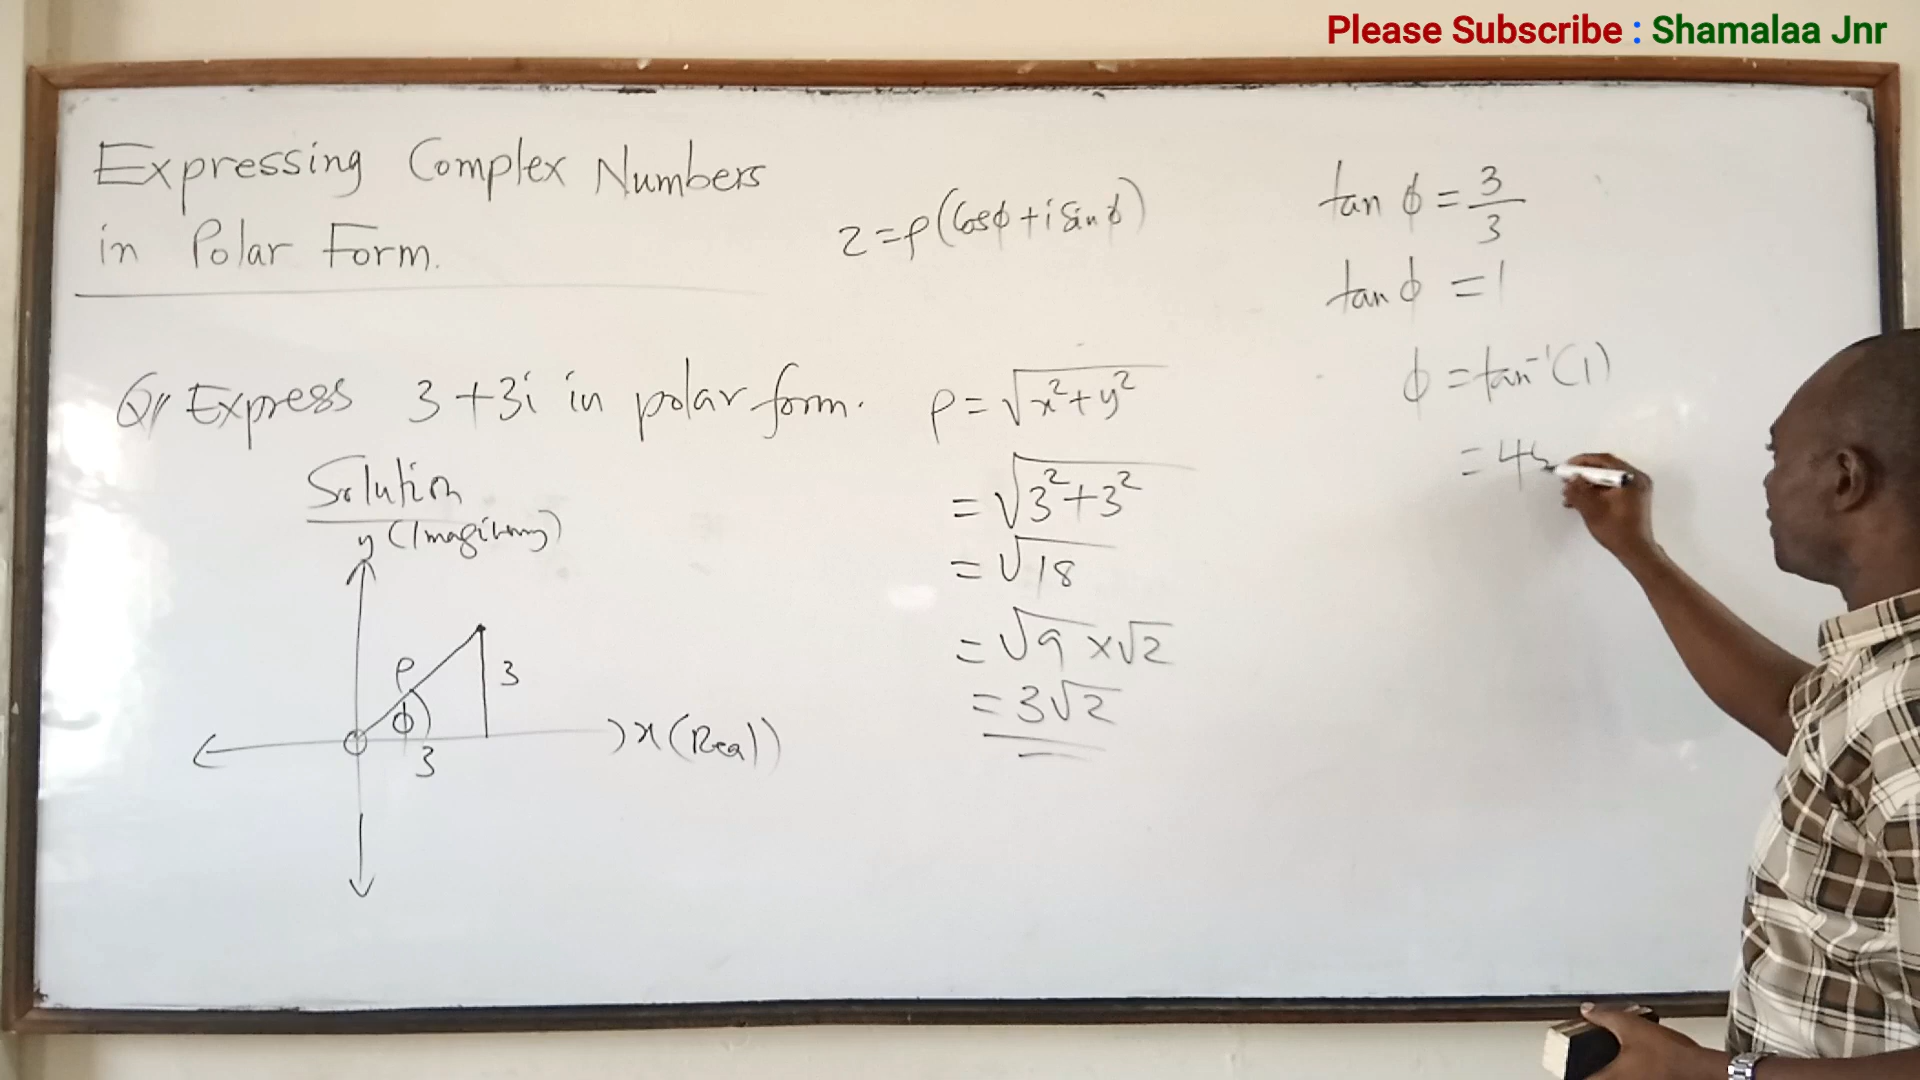 Please Subscribe : Shamalaa Jnr
Expressing Complex Numbers
in Polar Form.
z=ρ(Cosϕ+i Sinϕ)
Q// Express 3+3i in polar form.
Solution
y (Imaginary)
ρ
ϕ
3
3
x (Real)
ρ = √(x²+y²)
= √(3²+3²)
= √18
= √9 × √2
= 3√2
tan ϕ = 3/3
tan ϕ = 1
ϕ = tan⁻¹(1)
= 45